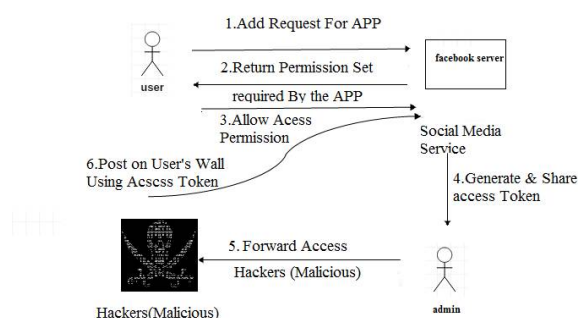 1.Add Request For APP
facebook server
2.Return Permission Set
user
required By the APP
3.Allow Acess
Permission
Social Media
Service
6.Post on User's Wall
Using Acscss Token
4.Generate & Share
access Token
5. Forward Access
Hackers (Malicious)
admin
Hackers(Malicious)